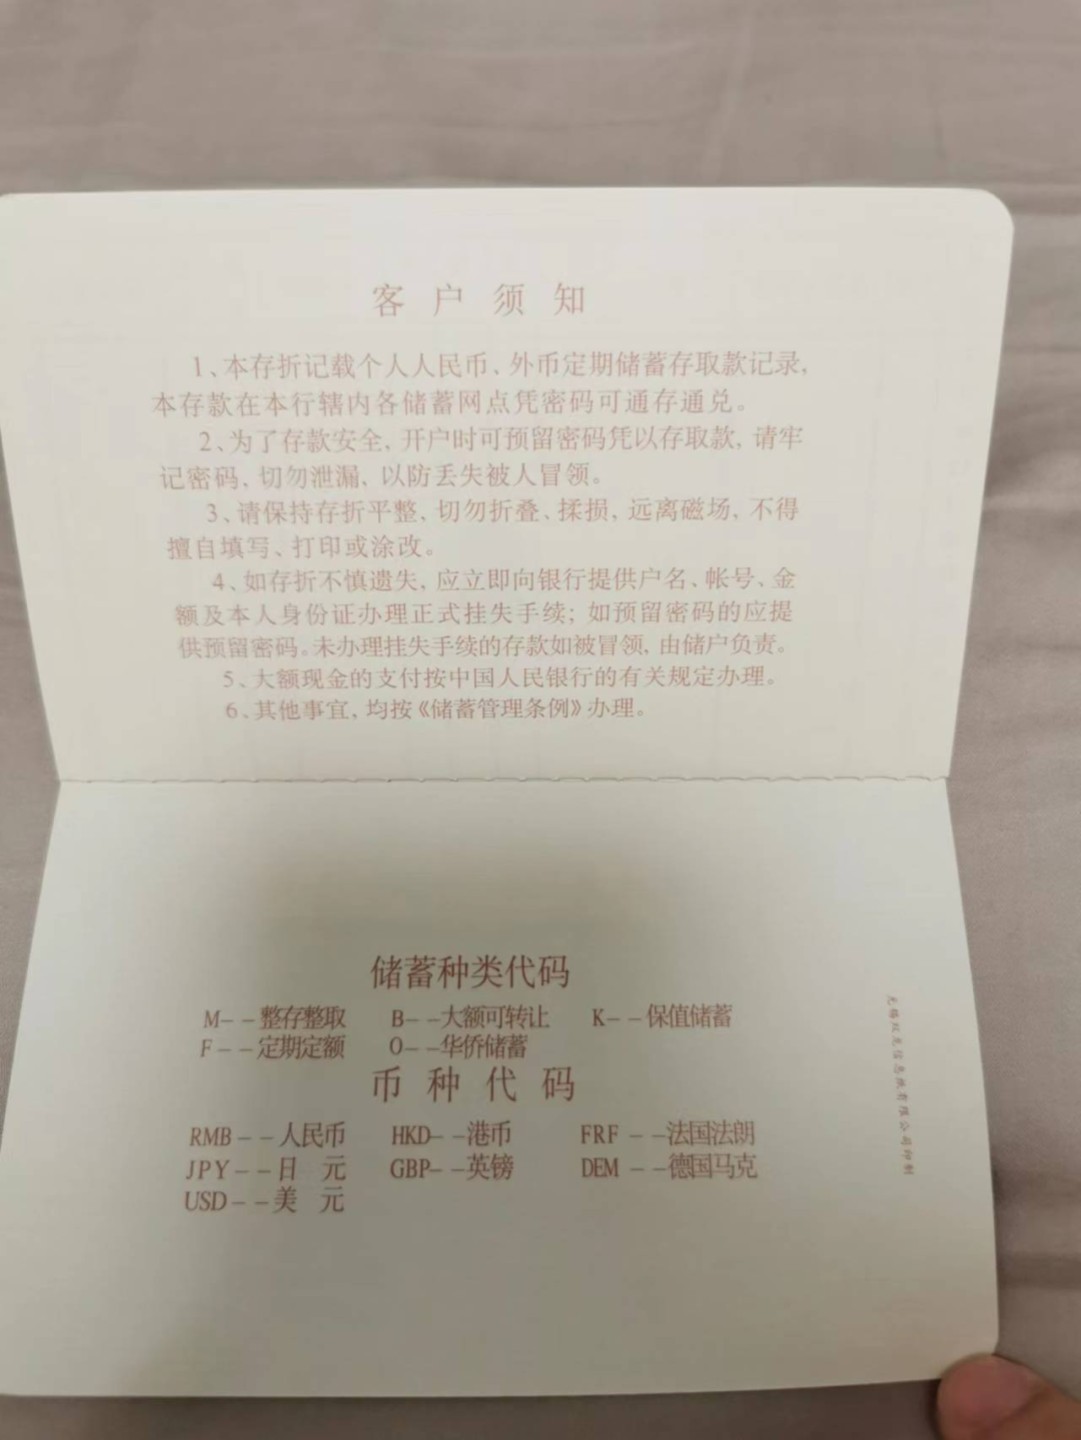 客户须知
1、本存折记载个人人民币、外币定期储蓄存取款记录,
本存款在本行辖内各储蓄网点凭密码可通存通兑。
2、为了存款安全, 开户时可预留密码凭以存取款, 请牢
记密码, 切勿泄漏, 以防丢失被人冒领。
3、请保持存折平整, 切勿折叠、揉损, 远离磁场, 不得
擅自填写、打印或涂改。
4、如存折不慎遗失, 应立即向银行提供户名、帐号、金
额及本人身份证办理正式挂失手续; 如预留密码的应提
供预留密码。未办理挂失手续的存款如被冒领, 由储户负责。
5、大额现金的支付按中国人民银行的有关规定办理。
6、其他事宜, 均按《储蓄管理条例》办理。
储蓄种类代码
M--整存整取 B--大额可转让 K--保值储蓄
F--定期定额 O--华侨储蓄
币种代码
RMB--人民币 HKD--港币 FRF--法国法朗
JPY--日 元 GBP--英镑 DEM--德国马克
USD--美 元
无锡双龙信息纸有限公司印制